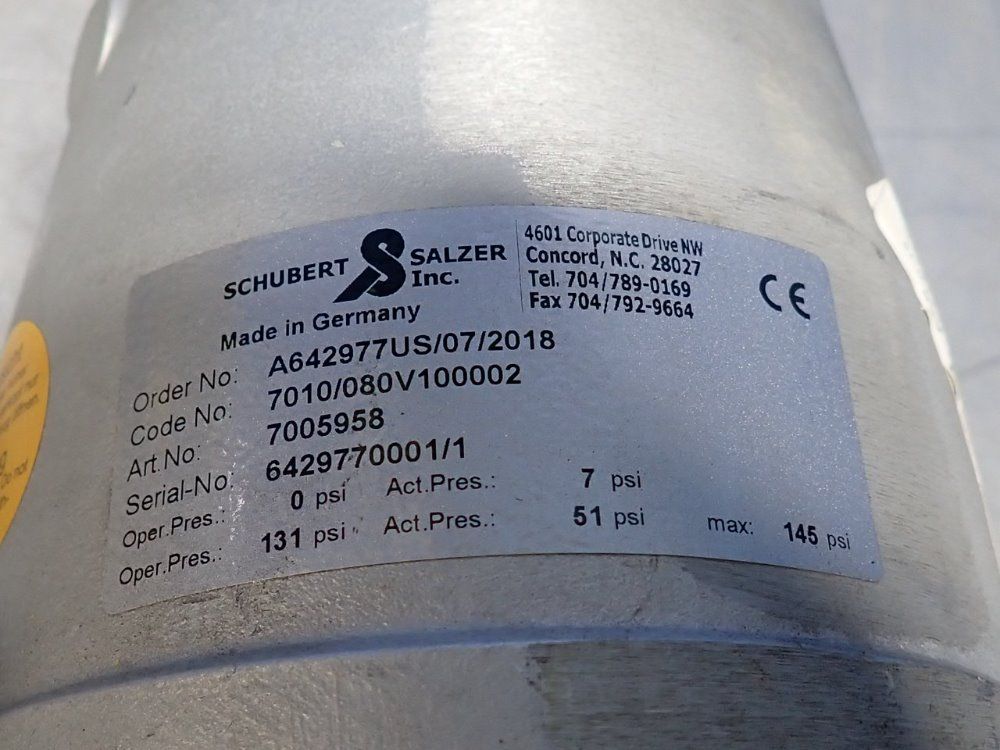 SCHUBERT SALZER
Inc.
Made in Germany
4601 Corporate Drive NW
Concord, N.C. 28027
Tel. 704/789-0169
Fax 704/792-9664
CE
Order No: A642977US/07/2018
Code No: 7010/080V100002
Art.No: 7005958
Serial-No: 6429770001/1
Oper.Pres.: 0 psi Act.Pres.: 7 psi
Oper.Pres.: 131 psi Act.Pres.: 51 psi max: 145 psi